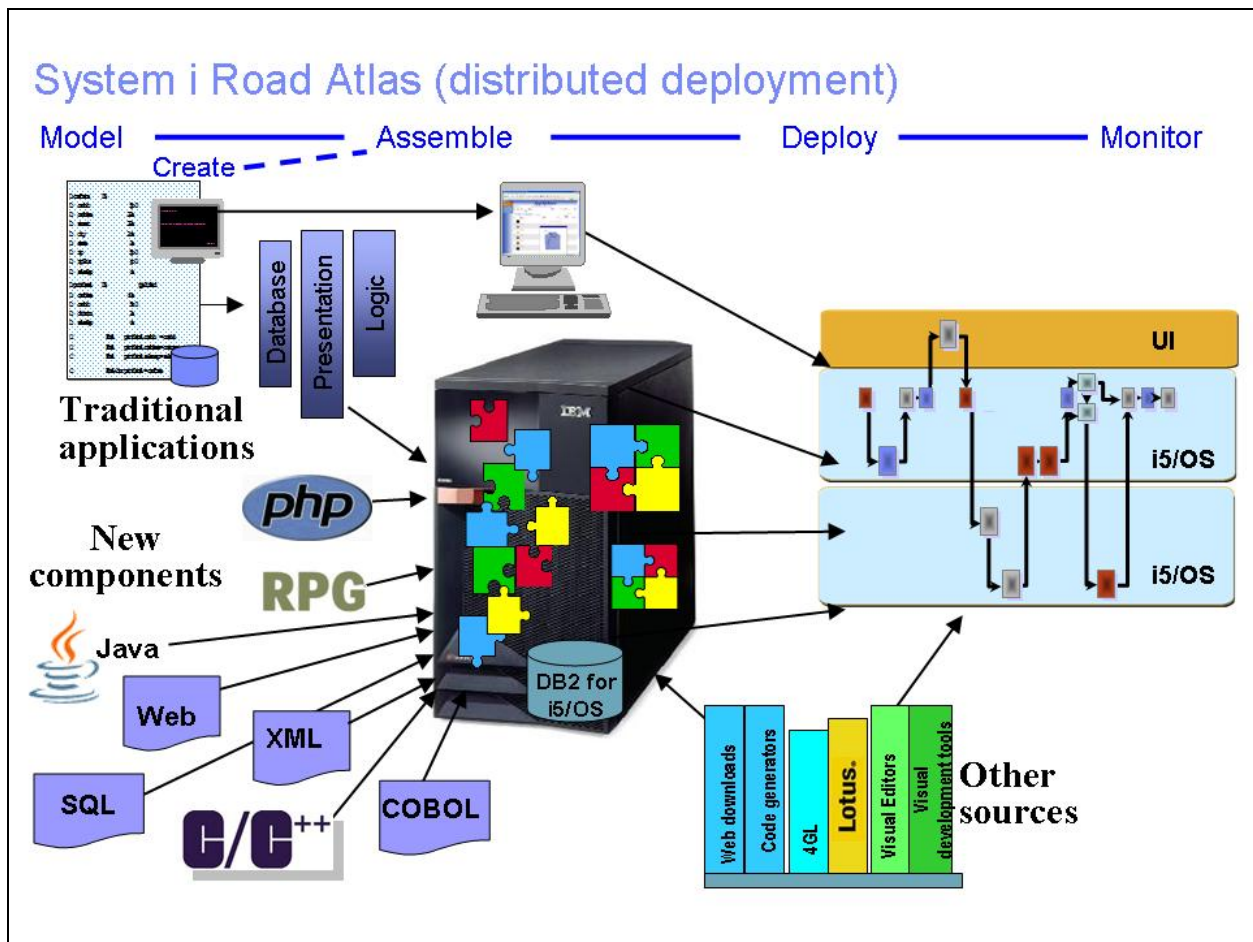 System i Road Atlas (distributed deployment)
Model
Assemble
Deploy
Monitor
Create
Database
Presentation
Logic
Traditional
applications
UI
i5/OS
i5/OS
IBM
php
New
components
RPG
Java
Web
XML
SQL
C/C++
COBOL
DB2 for
i5/OS
Web downloads
Code generators
4GL
Lotus.
Visual Editors
Visual
development tools
Other
sources